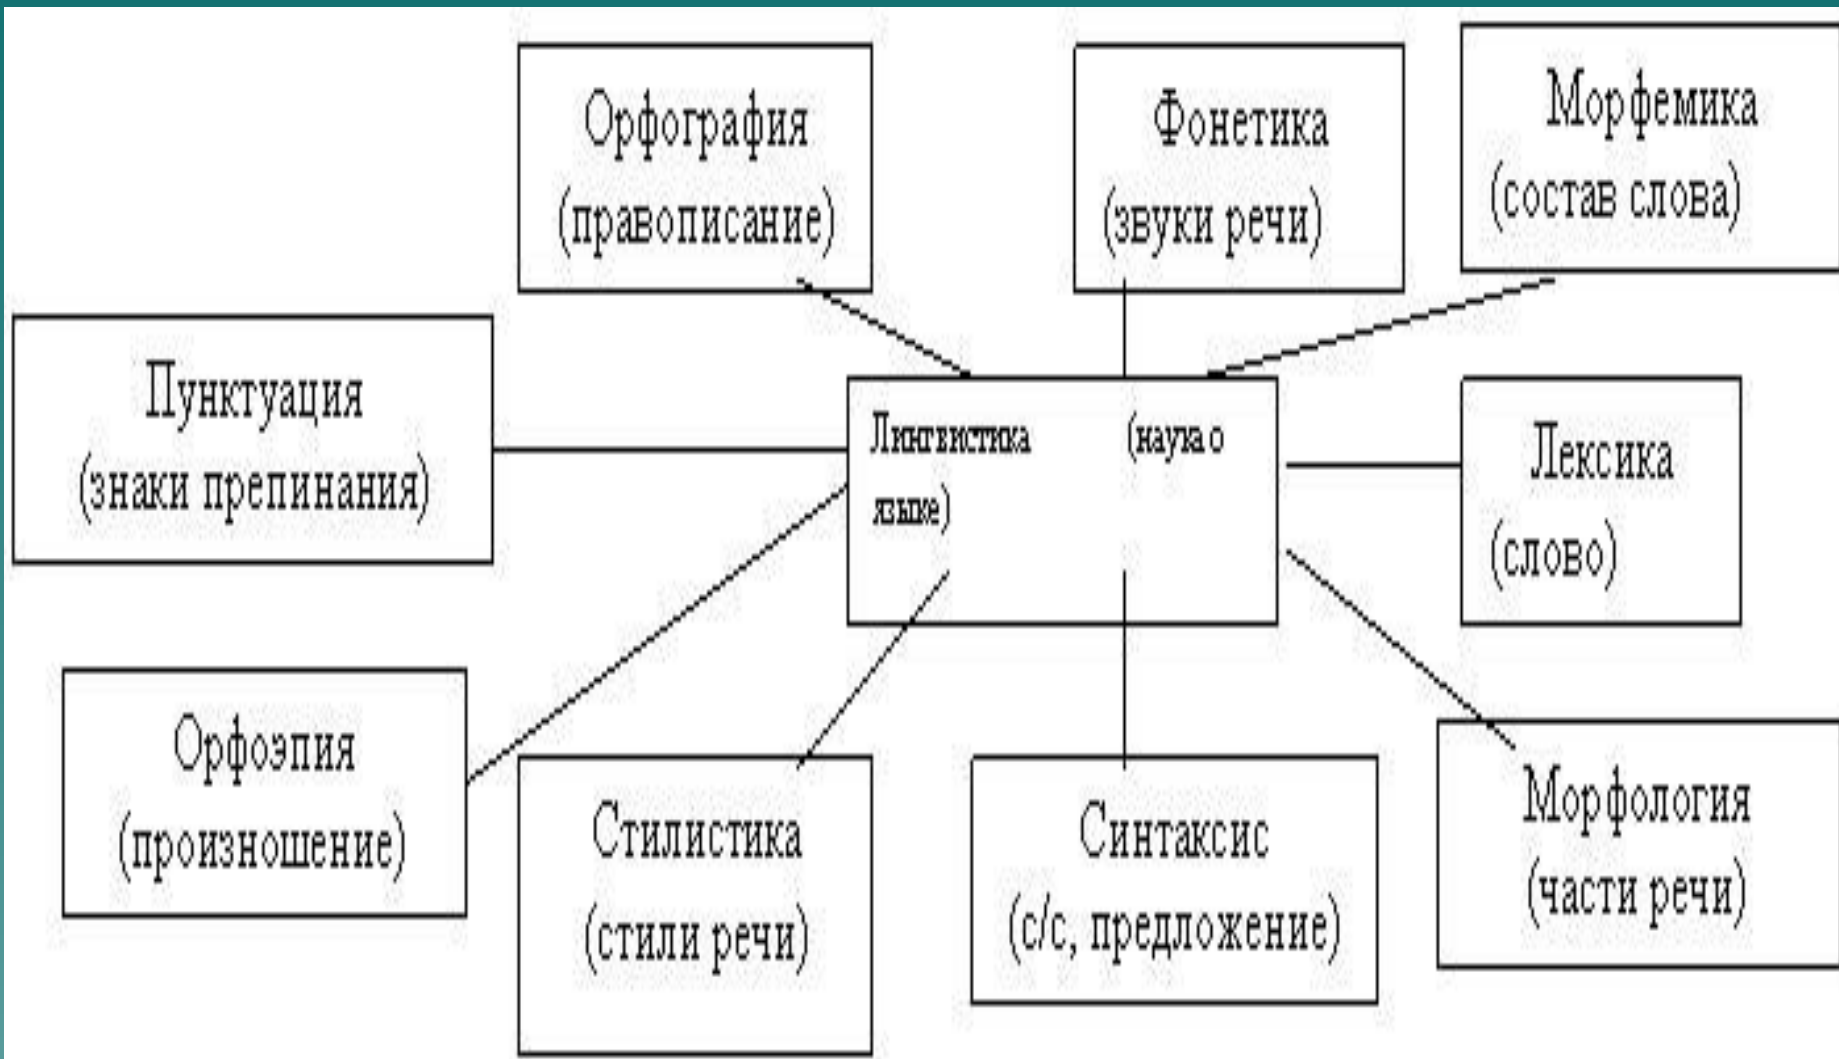 Орфография
(правописание)
Фонетика
(звуки речи)
Морфемика
(состав слова)
Пунктуация
(знаки препинания)
Лингвистика (наука о
языке)
Лексика
(слово)
Орфоэпия
(произношение)
Стилистика
(стили речи)
Синтаксис
(с/с, предложение)
Морфология
(части речи)